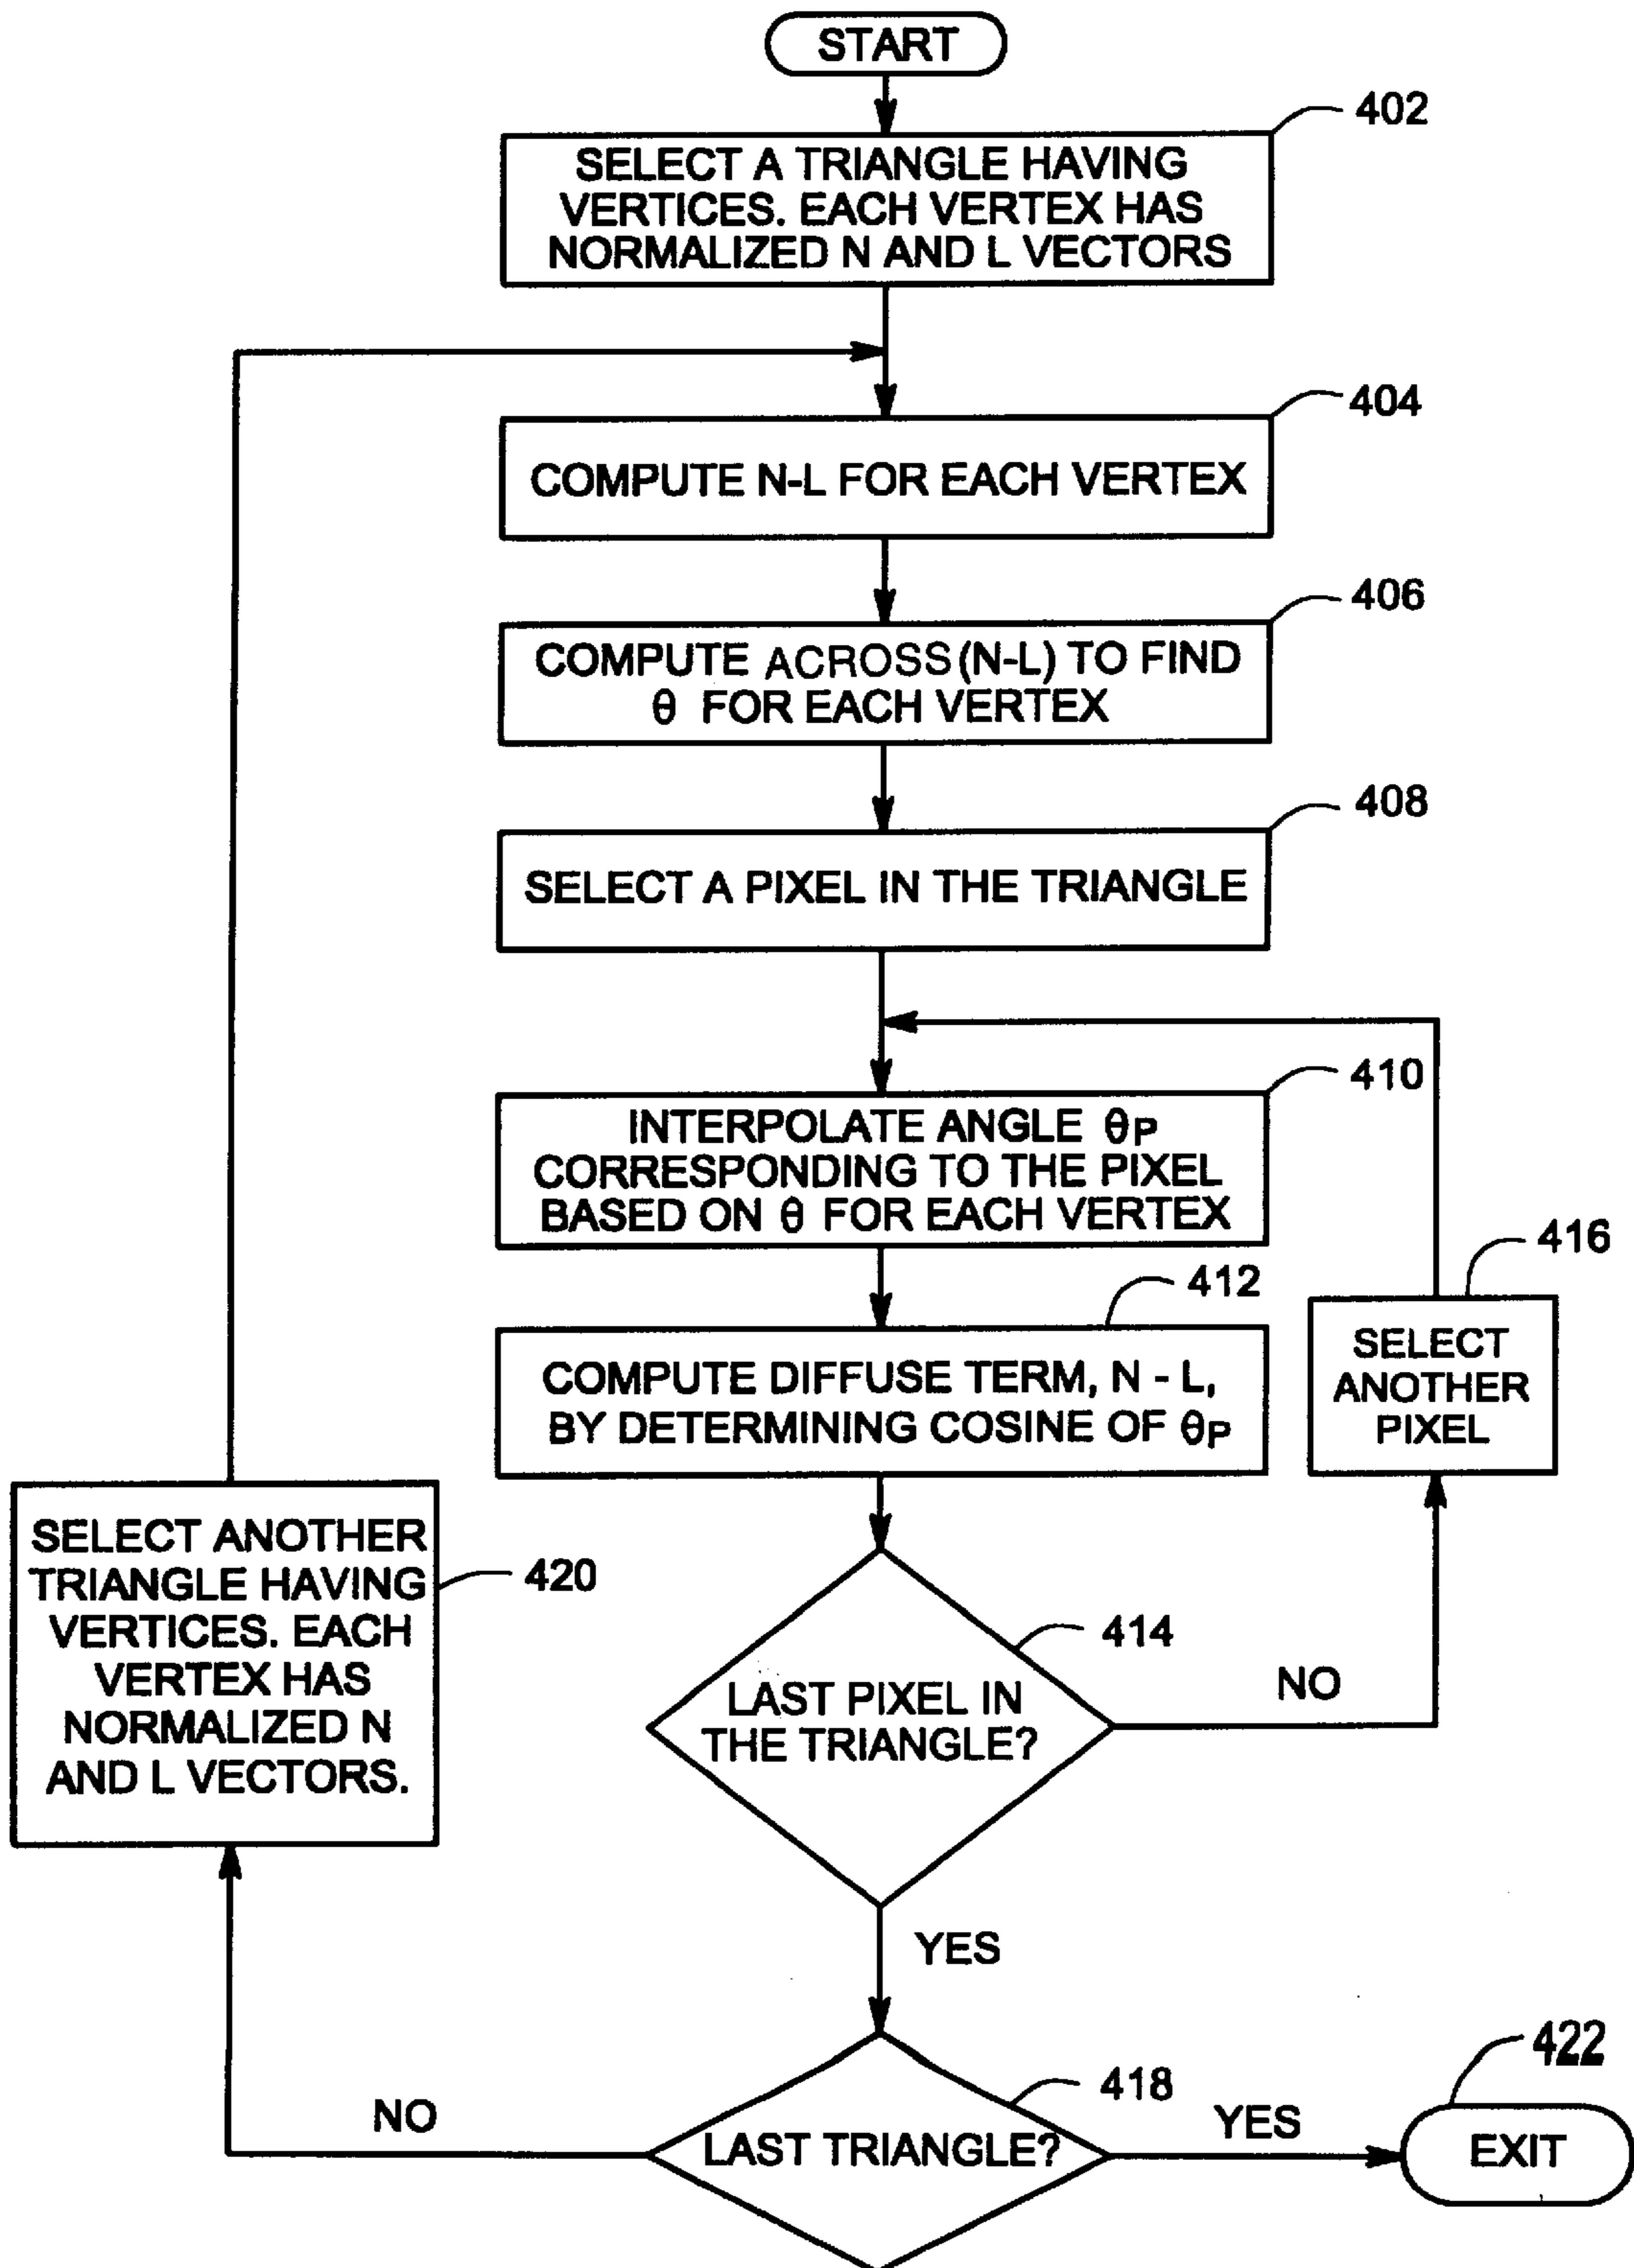 START
402
SELECT A TRIANGLE HAVING
VERTICES. EACH VERTEX HAS
NORMALIZED N AND L VECTORS
404
COMPUTE N-L FOR EACH VERTEX
406
COMPUTE ACROSS (N-L) TO FIND
θ FOR EACH VERTEX
408
SELECT A PIXEL IN THE TRIANGLE
410
INTERPOLATE ANGLE θP
CORRESPONDING TO THE PIXEL
BASED ON θ FOR EACH VERTEX
412
COMPUTE DIFFUSE TERM, N - L,
BY DETERMINING COSINE OF θP
416
SELECT
ANOTHER
PIXEL
414
LAST PIXEL IN
THE TRIANGLE?
NO
YES
420
SELECT ANOTHER
TRIANGLE HAVING
VERTICES. EACH
VERTEX HAS
NORMALIZED N
AND L VECTORS.
418
LAST TRIANGLE?
NO
YES
422
EXIT